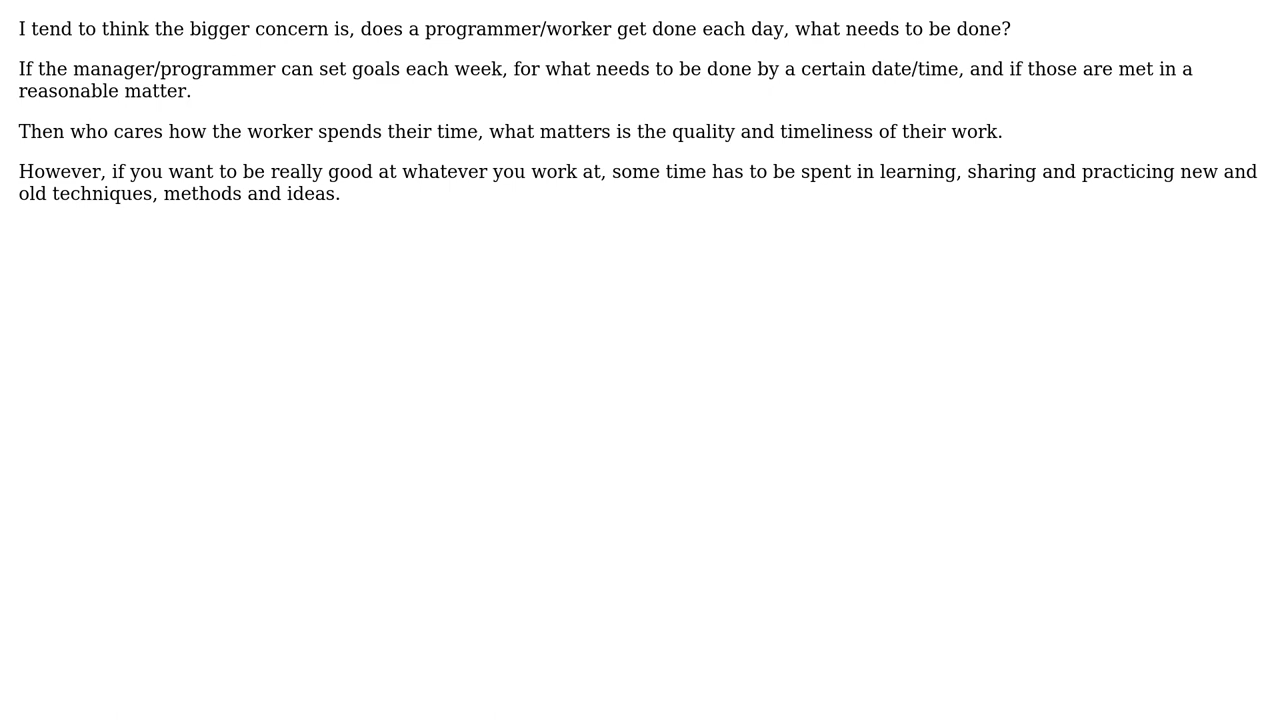 I tend to think the bigger concern is, does a programmer/worker get done each day, what needs to be done?
If the manager/programmer can set goals each week, for what needs to be done by a certain date/time, and if those are met in a
reasonable matter.
Then who cares how the worker spends their time, what matters is the quality and timeliness of their work.
However, if you want to be really good at whatever you work at, some time has to be spent in learning, sharing and practicing new and
old techniques, methods and ideas.